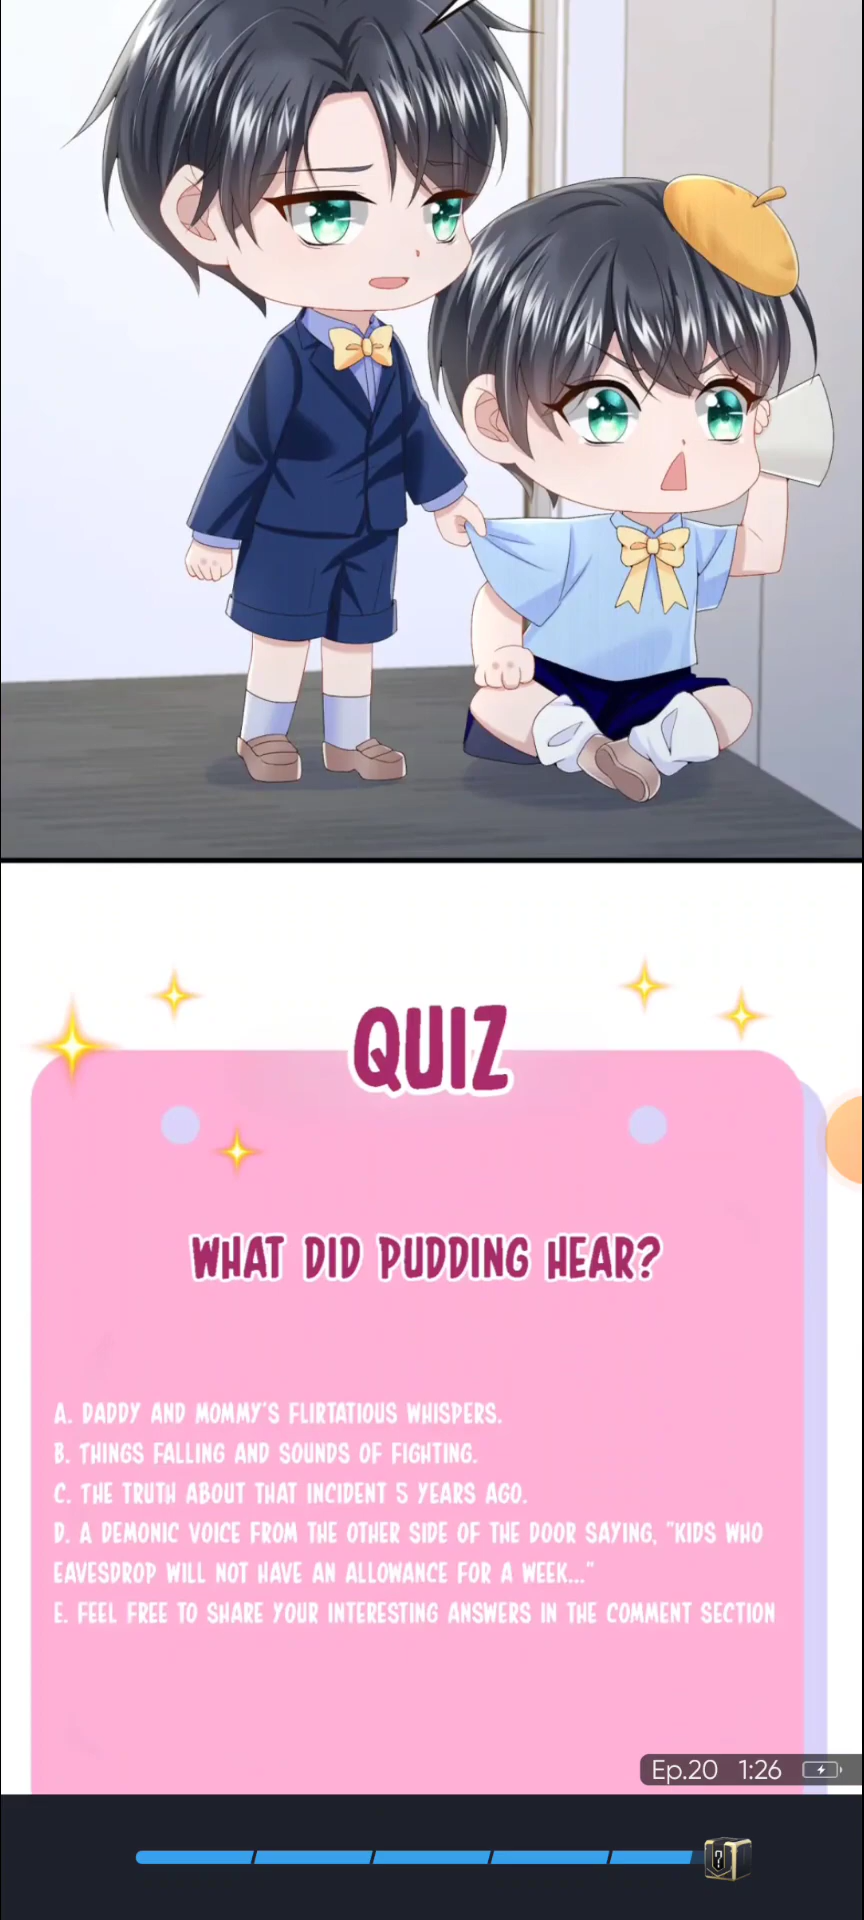 QUIZ
WHAT DID PUDDING HEAR?
A. DADDY AND MOMMY'S FLIRTATIOUS WHISPERS.
B. THINGS FALLING AND SOUNDS OF FIGHTING.
C. THE TRUTH ABOUT THAT INCIDENT 5 YEARS AGO.
D. A DEMONIC VOICE FROM THE OTHER SIDE OF THE DOOR SAYING, "KIDS WHO
EAVESDROP WILL NOT HAVE AN ALLOWANCE FOR A WEEK..."
E. FEEL FREE TO SHARE YOUR INTERESTING ANSWERS IN THE COMMENT SECTION
Ep.20 1:26
?